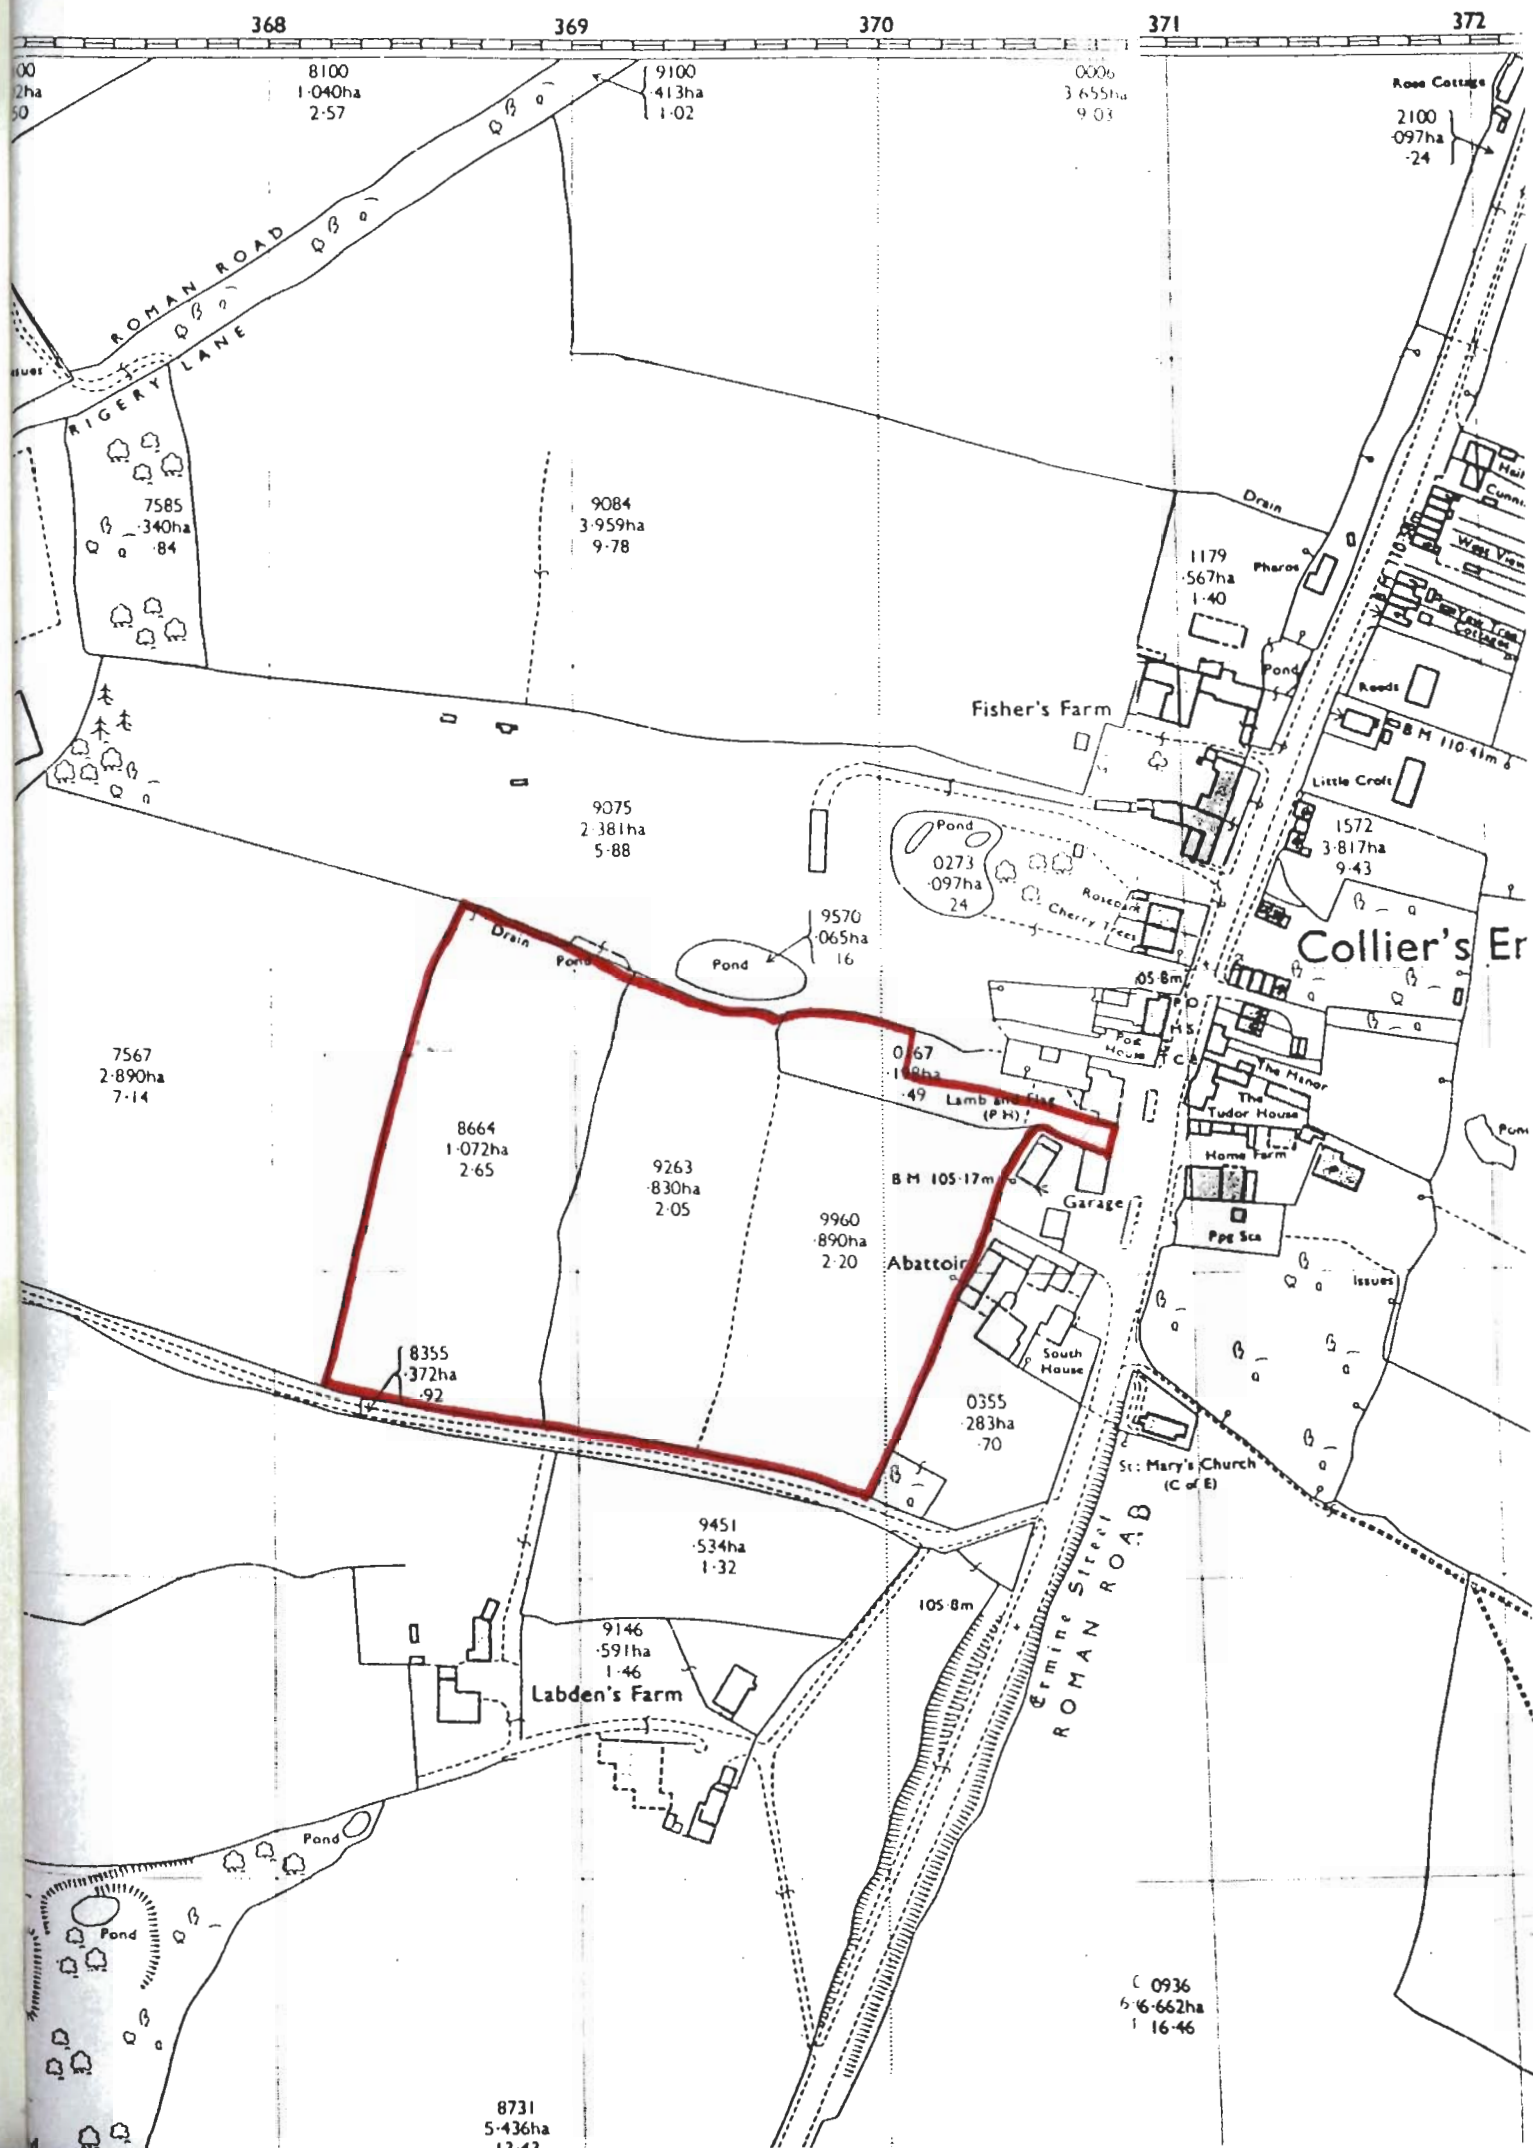 368
369
370
371
372
8100
1·040ha
2·57
9100
·413ha
1·02
0006
3·655ha
9·03
Rose Cottage
2100
·097ha
·24
ROMAN ROAD
RIGERY LANE
7585
·340ha
·84
9084
3·959ha
9·78
Drain
1179
·567ha
1·40
Pharos
Pond
Fisher's Farm
Reeds
B M 110·41m
Little Croft
9075
2·381ha
5·88
Pond
0273
·097ha
24
1572
3·817ha
9·43
Cherry Trees
9570
·065ha
16
Drain
Pond
Pond
Collier's Er
P O
Post
House
T C B
7567
2·890ha
7·14
·49
Lamb and Flag
(P H)
The Manor
The
Tudor House
8664
1·072ha
2·65
9263
·830ha
2·05
B M 105·17m
Home Farm
Garage
9960
·890ha
2·20
Abattoir
Ppg Sta
Issues
8355
·372ha
·92
South
House
0355
·283ha
·70
St. Mary's Church
(C of E)
9451
·534ha
1·32
105·8m
Ermine Street
ROMAN ROAD
9146
·591ha
1·46
Labden's Farm
Pond
Pond
0936
6·662ha
16·46
8731
5·436ha